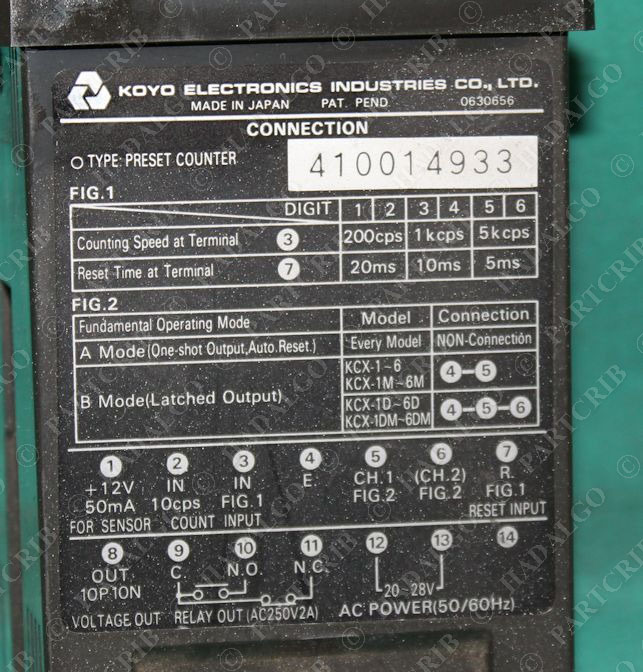 KOYO ELECTRONICS INDUSTRIES CO., LTD.
MADE IN JAPAN PAT. PEND. 0630656
CONNECTION
TYPE: PRESET COUNTER 410014933
FIG.1
DIGIT 1 2 3 4 5 6
Counting Speed at Terminal 3 200cps 1kcps 5kcps
Reset Time at Terminal 7 20ms 10ms 5ms
FIG.2
Fundamental Operating Mode Model Connection
A Mode(One-shot Output,Auto.Reset.) Every Model NON-Connection
B Mode(Latched Output) KCX-1~6 KCX-1M~6M 4-5
KCX-1D~6D KCX-1DM~6DM 4-5-6
1 2 3 4 5 6 7
+12V IN IN E CH.1 (CH.2) R
50mA 10cps FIG.1 FIG.2 FIG.2 FIG.1
FOR SENSOR COUNT INPUT RESET INPUT
8 9 10 11 12 13 14
OUT C. N.O N.C.
10P10N 20~28V
VOLTAGE OUT RELAY OUT(AC250V2A) AC POWER(50/60Hz)
© PARTCRIB © HADALGO